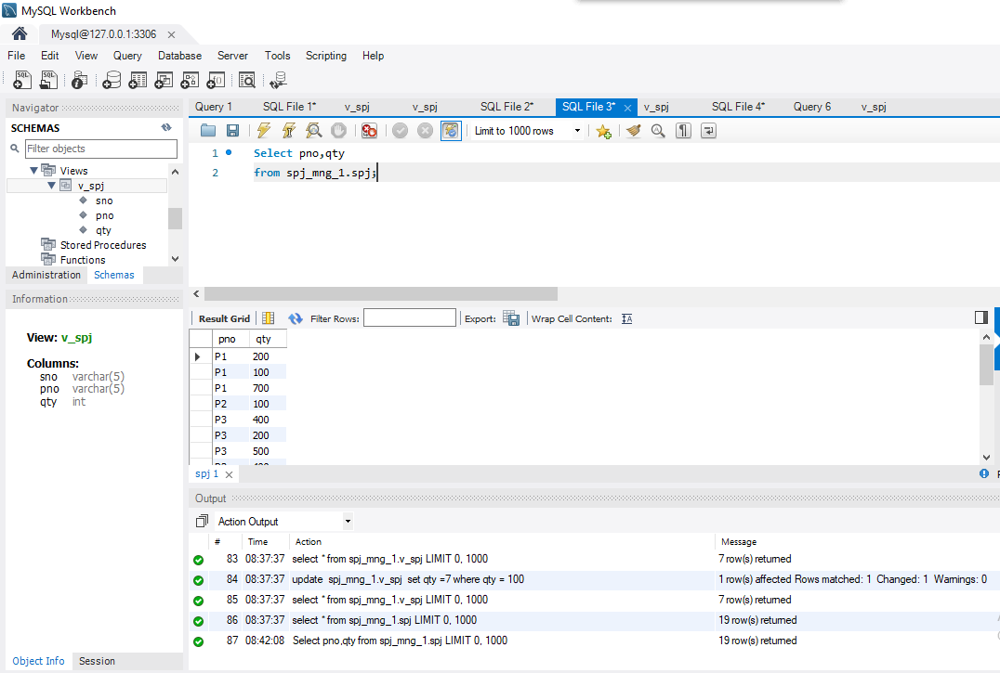 MySQL Workbench
Mysql@127.0.0.1:3306
File Edit View Query Database Server Tools Scripting Help
Navigator
SCHEMAS
Filter objects
Views
v_spj
sno
pno
qty
Stored Procedures
Functions
Administration Schemas
Information
View: v_spj
Columns:
sno varchar(5)
pno varchar(5)
qty int
Object Info Session
Query 1 SQL File 1* v_spj v_spj SQL File 2* SQL File 3* v_spj SQL File 4* Query 6 v_spj
Limit to 1000 rows
1 Select pno,qty
2 from spj_mng_1.spj;
Result Grid Filter Rows: Export: Wrap Cell Content:
pno qty
P1 200
P1 100
P1 700
P2 100
P3 400
P3 200
P3 500
spj 1
Output
Action Output
# Time Action Message
83 08:37:37 select * from spj_mng_1.v_spj LIMIT 0, 1000 7 row(s) returned
84 08:37:37 update spj_mng_1.v_spj set qty =7 where qty = 100 1 row(s) affected Rows matched: 1 Changed: 1 Warnings: 0
85 08:37:37 select * from spj_mng_1.v_spj LIMIT 0, 1000 7 row(s) returned
86 08:37:37 select * from spj_mng_1.spj LIMIT 0, 1000 19 row(s) returned
87 08:42:08 Select pno,qty from spj_mng_1.spj LIMIT 0, 1000 19 row(s) returned